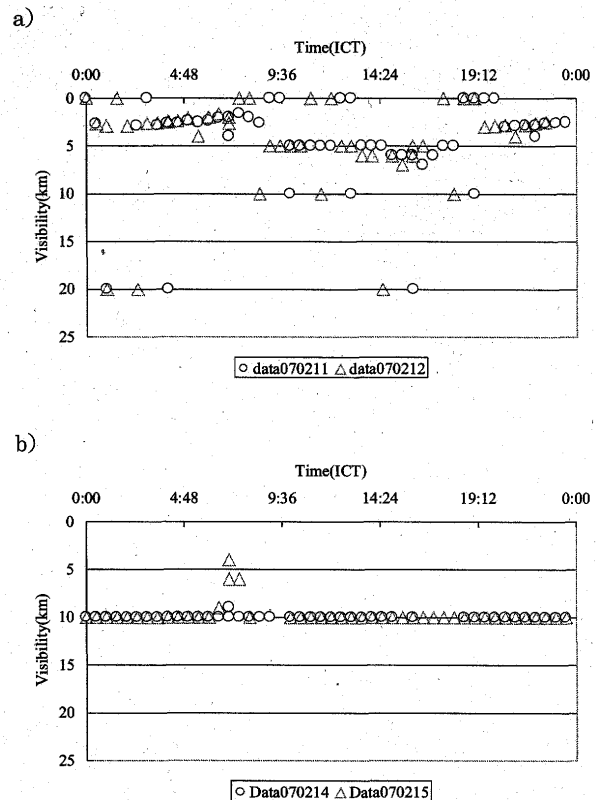 a)
Time(ICT)
0:00 4:48 9:36 14:24 19:12 0:00
0
5
10
15
20
25
Visibility(km)
data070211 data070212
b)
Time(ICT)
0:00 4:48 9:36 14:24 19:12 0:00
0
5
10
15
20
25
Visibility(km)
Data070214 Data070215